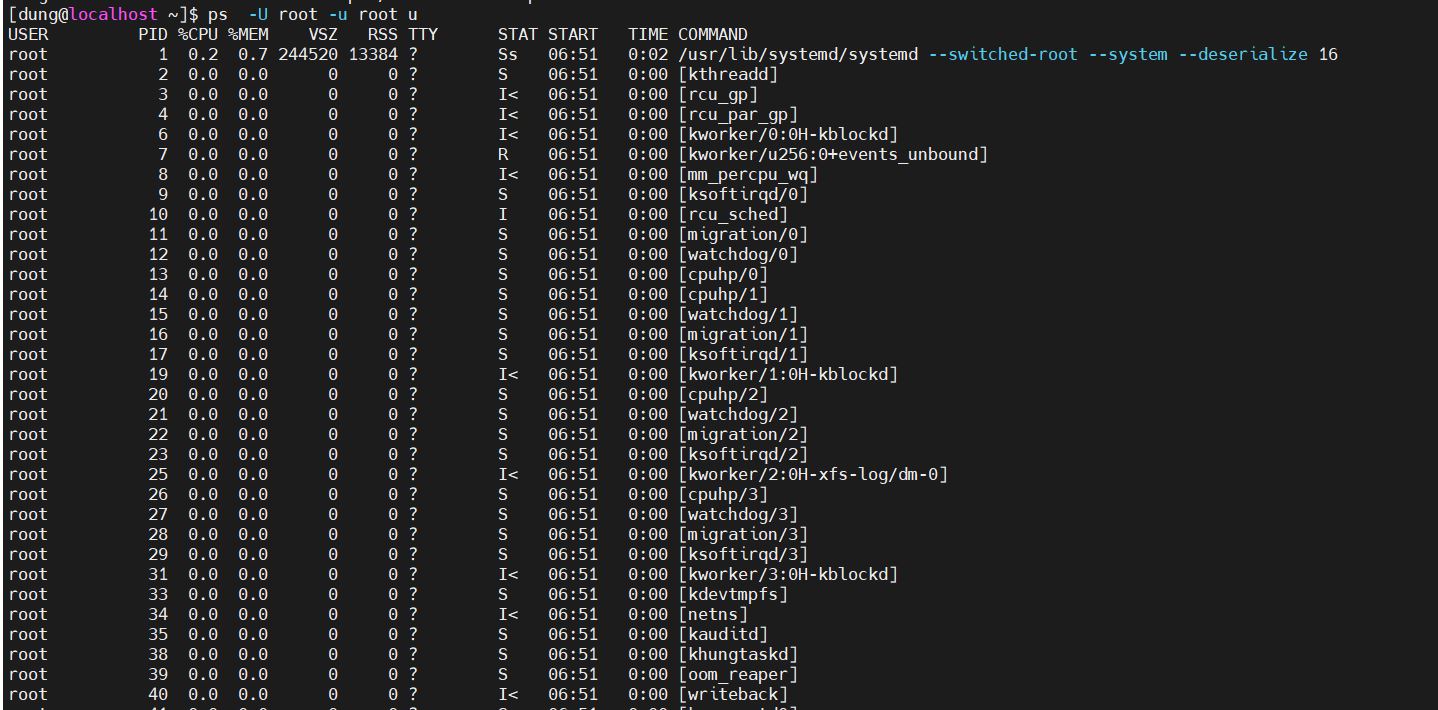 [dung@localhost ~]$ ps  -U root -u root u
USER         PID %CPU %MEM    VSZ   RSS TTY      STAT START   TIME COMMAND
root           1  0.2  0.7 244520 13384 ?        Ss   06:51   0:02 /usr/lib/systemd/systemd --switched-root --system --deserialize 16
root           2  0.0  0.0      0     0 ?        S    06:51   0:00 [kthreadd]
root           3  0.0  0.0      0     0 ?        I<   06:51   0:00 [rcu_gp]
root           4  0.0  0.0      0     0 ?        I<   06:51   0:00 [rcu_par_gp]
root           6  0.0  0.0      0     0 ?        I<   06:51   0:00 [kworker/0:0H-kblockd]
root           7  0.0  0.0      0     0 ?        R    06:51   0:00 [kworker/u256:0+events_unbound]
root           8  0.0  0.0      0     0 ?        I<   06:51   0:00 [mm_percpu_wq]
root           9  0.0  0.0      0     0 ?        S    06:51   0:00 [ksoftirqd/0]
root          10  0.0  0.0      0     0 ?        I    06:51   0:00 [rcu_sched]
root          11  0.0  0.0      0     0 ?        S    06:51   0:00 [migration/0]
root          12  0.0  0.0      0     0 ?        S    06:51   0:00 [watchdog/0]
root          13  0.0  0.0      0     0 ?        S    06:51   0:00 [cpuhp/0]
root          14  0.0  0.0      0     0 ?        S    06:51   0:00 [cpuhp/1]
root          15  0.0  0.0      0     0 ?        S    06:51   0:00 [watchdog/1]
root          16  0.0  0.0      0     0 ?        S    06:51   0:00 [migration/1]
root          17  0.0  0.0      0     0 ?        S    06:51   0:00 [ksoftirqd/1]
root          19  0.0  0.0      0     0 ?        I<   06:51   0:00 [kworker/1:0H-kblockd]
root          20  0.0  0.0      0     0 ?        S    06:51   0:00 [cpuhp/2]
root          21  0.0  0.0      0     0 ?        S    06:51   0:00 [watchdog/2]
root          22  0.0  0.0      0     0 ?        S    06:51   0:00 [migration/2]
root          23  0.0  0.0      0     0 ?        S    06:51   0:00 [ksoftirqd/2]
root          25  0.0  0.0      0     0 ?        I<   06:51   0:00 [kworker/2:0H-xfs-log/dm-0]
root          26  0.0  0.0      0     0 ?        S    06:51   0:00 [cpuhp/3]
root          27  0.0  0.0      0     0 ?        S    06:51   0:00 [watchdog/3]
root          28  0.0  0.0      0     0 ?        S    06:51   0:00 [migration/3]
root          29  0.0  0.0      0     0 ?        S    06:51   0:00 [ksoftirqd/3]
root          31  0.0  0.0      0     0 ?        I<   06:51   0:00 [kworker/3:0H-kblockd]
root          33  0.0  0.0      0     0 ?        S    06:51   0:00 [kdevtmpfs]
root          34  0.0  0.0      0     0 ?        I<   06:51   0:00 [netns]
root          35  0.0  0.0      0     0 ?        S    06:51   0:00 [kauditd]
root          38  0.0  0.0      0     0 ?        S    06:51   0:00 [khungtaskd]
root          39  0.0  0.0      0     0 ?        S    06:51   0:00 [oom_reaper]
root          40  0.0  0.0      0     0 ?        I<   06:51   0:00 [writeback]